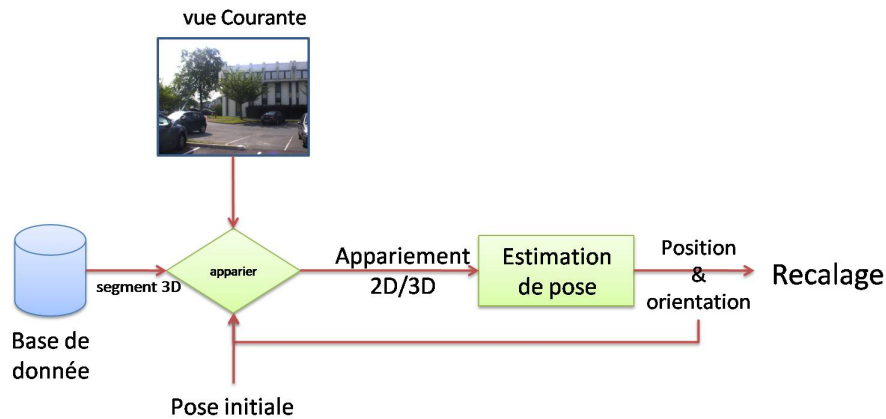 vue Courante
apparier
segment 3D
Base de
donnée
Appariement
2D/3D
Estimation
de pose
Position
&
orientation
Recalage
Pose initiale